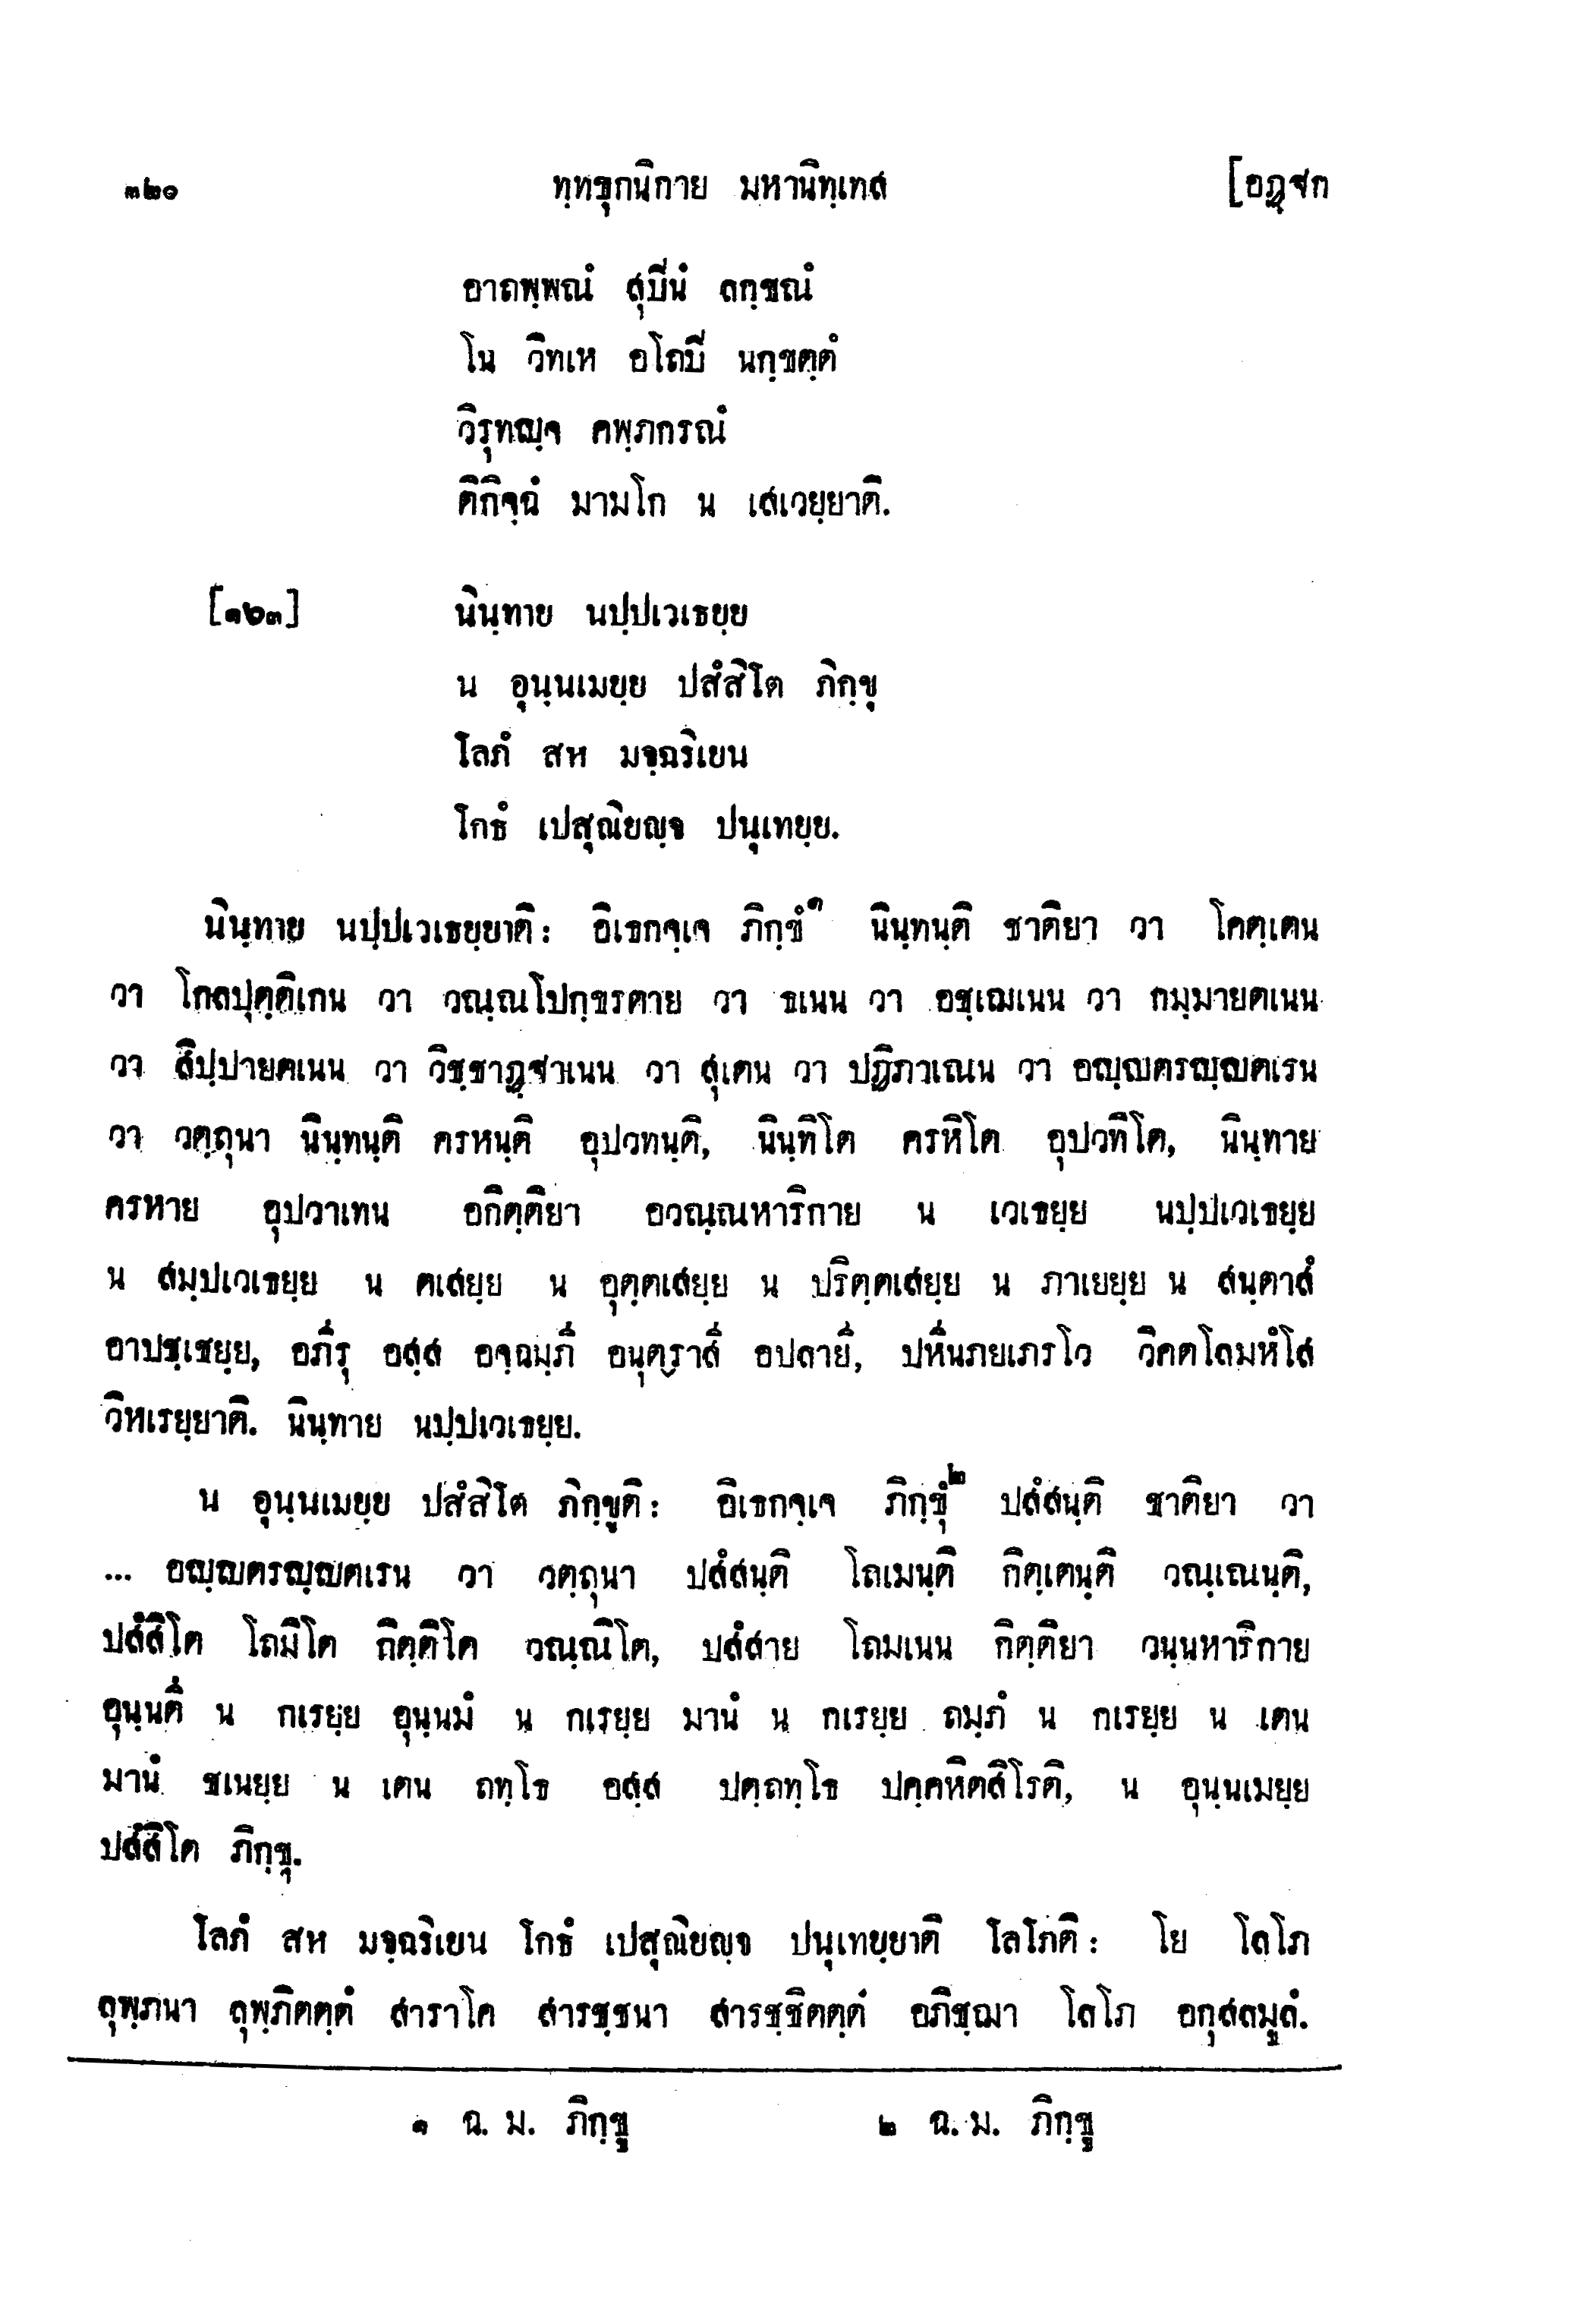 ๓๒๐ ทฺทขุกนิกาย มหานิทฺเทส [อฏฺฐก
อาถพฺพณํ สุปินํ ลกฺขณํ
โน วิทเห อโถปิ นกฺขตฺตํ
วิรุทญฺจ คพฺภกรณํ
ติกิจฺฉํ มามโก น เสเวยฺยาติ.
[๑๖๓] นินฺทาย นปฺปเวเธยฺย
น อุนฺนเมยฺย ปสํสิโต ภิกฺขุ
โลภํ สห มจฺฉริเยน
โกธํ เปสุณิยญฺจ ปนุเทยฺย.
นินฺทาย นปฺปเวเธยฺยาติ: อิเธกจฺเจ ภิกฺขํ๑ นินฺทนฺติ ชาติยา วา โคตฺเตน
วา โกลปุตฺติเกน วา วณฺณโปกฺขรตาย วา ธเนน วา อชฺเฌเนน วา กมฺมายตเนน
วา สิปฺปายตเนน วา วิชฺชาฏฺฐาเนน วา สุเตน วา ปฏิภาเณน วา อญฺญตรญฺญตเรน
วา วตฺถุนา นินฺทนฺติ ครหนฺติ อุปวทนฺติ, นินฺทิโต ครหิโต อุปวทิโต, นินฺทาย
ครหาย อุปวาเทน อกิตฺติยา อวณฺณหาริกาย น เวเธยฺย นปฺปเวเธยฺย
น สมฺปเวเธยฺย น ตเสยฺย น อุตฺตเสยฺย น ปริตฺตเสยฺย น ภาเยยฺย น สนฺตาสํ
อาปชฺเชยฺย, อภีรุ อสฺส อจฺฉมฺภี อนุตฺราสี อปลายี, ปหีนภยเภรโว วิคตโลมหํโส
วิหเรยฺยาติ. นินฺทาย นปฺปเวเธยฺย.
น อุนฺนเมยฺย ปสํสิโต ภิกฺขูติ: อิเธกจฺเจ ภิกฺขุํ๒ ปสํสนฺติ ชาติยา วา
... อญฺญตรญฺญตเรน วา วตฺถุนา ปสํสนฺติ โถเมนฺติ กิตฺเตนฺติ วณฺเณนฺติ,
ปสํสิโต โถมิโต กิตฺติโต วณฺณิโต, ปสํสาย โถมเนน กิตฺติยา วนฺนหาริกาย
อุนฺนตึ น กเรยฺย อุนฺนมํ น กเรยฺย มานํ น กเรยฺย ถมฺภํ น กเรยฺย น เตน
มานํ ชเนยฺย น เตน ถทฺโธ อสฺส ปตฺถทฺโธ ปคฺคหิตสิโรติ, น อุนฺนเมยฺย
ปสํสิโต ภิกฺขุ.
โลภํ สห มจฺฉริเยน โกธํ เปสุณิยญฺจ ปนุเทยฺยาติ โลโภติ: โย โลโภ
ลุพฺภนา ลุพฺภิตตฺตํ สาราโค สารชฺชนา สารชฺชิตตฺตํ อภิชฺฌา โลโภ อกุสลมูลํ.
๑ ฉ. ม. ภิกฺขู ๒ ฉ. ม. ภิกฺขู